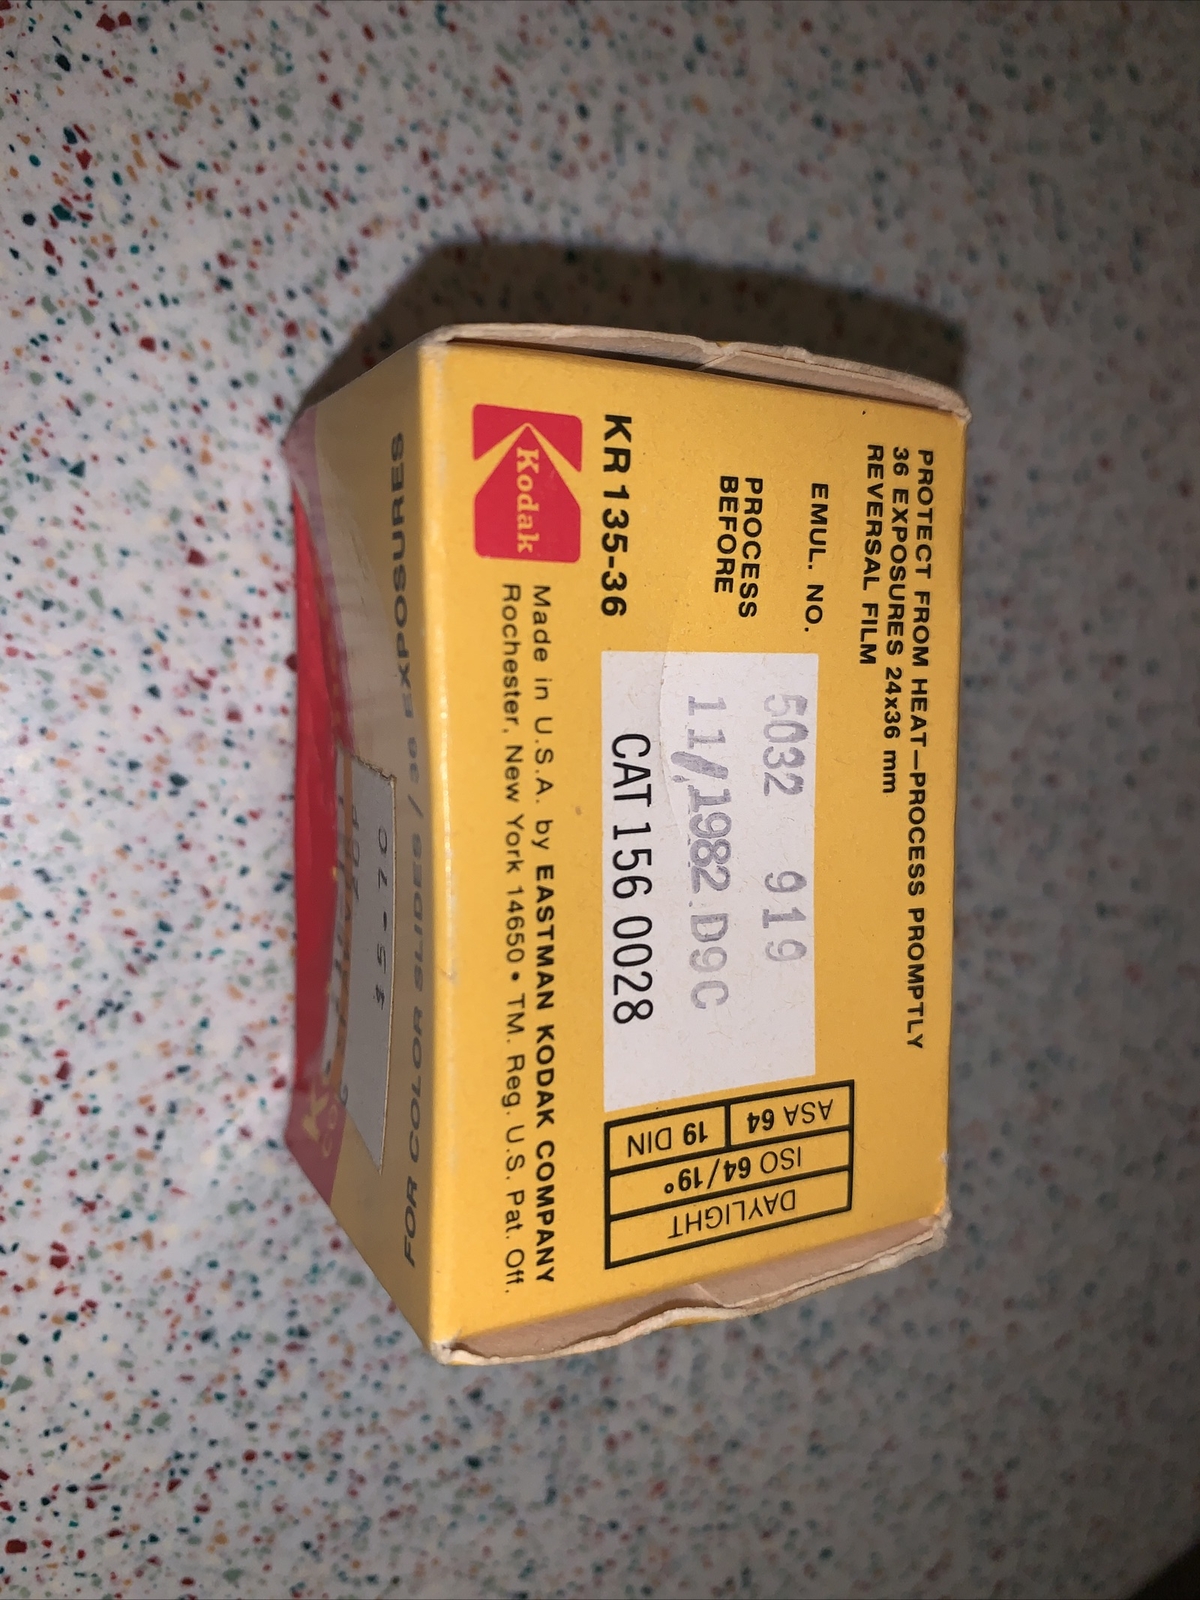 PROTECT FROM HEAT—PROCESS PROMPTLY
36 EXPOSURES 24x36 mm
REVERSAL FILM
EMUL. NO.
5032 919
PROCESS
BEFORE
11/1982 D9C
KR 135-36
CAT 156 0028
Kodak
Made in U.S.A. by EASTMAN KODAK COMPANY
Rochester, New York 14650 • TM. Reg. U.S. Pat. Off.
DAYLIGHT
ISO 64/19°
ASA 64
19 DIN
FOR COLOR SLIDES / 36 EXPOSURES